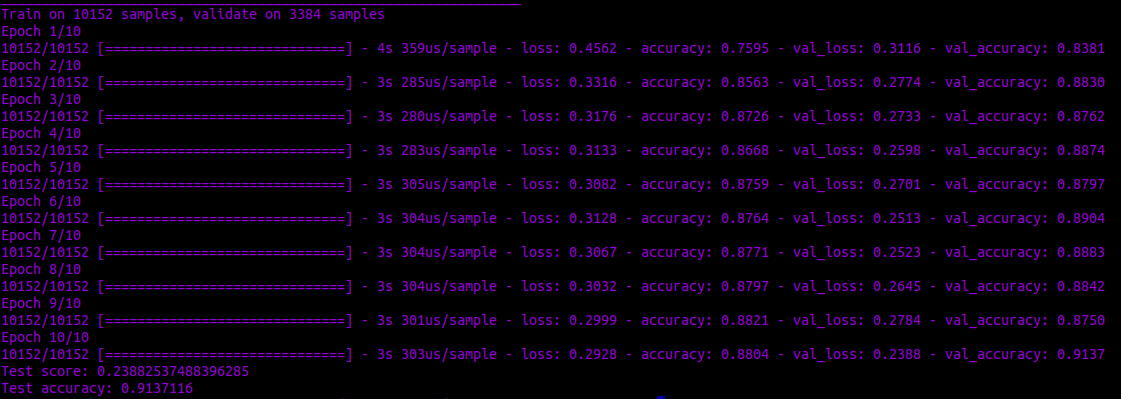 _________________________________________________________________
Train on 10152 samples, validate on 3384 samples
Epoch 1/10
10152/10152 [==============================] - 4s 359us/sample - loss: 0.4562 - accuracy: 0.7595 - val_loss: 0.3116 - val_accuracy: 0.8381
Epoch 2/10
10152/10152 [==============================] - 3s 285us/sample - loss: 0.3316 - accuracy: 0.8563 - val_loss: 0.2774 - val_accuracy: 0.8830
Epoch 3/10
10152/10152 [==============================] - 3s 280us/sample - loss: 0.3176 - accuracy: 0.8726 - val_loss: 0.2733 - val_accuracy: 0.8762
Epoch 4/10
10152/10152 [==============================] - 3s 283us/sample - loss: 0.3133 - accuracy: 0.8668 - val_loss: 0.2598 - val_accuracy: 0.8874
Epoch 5/10
10152/10152 [==============================] - 3s 305us/sample - loss: 0.3082 - accuracy: 0.8759 - val_loss: 0.2701 - val_accuracy: 0.8797
Epoch 6/10
10152/10152 [==============================] - 3s 304us/sample - loss: 0.3128 - accuracy: 0.8764 - val_loss: 0.2513 - val_accuracy: 0.8904
Epoch 7/10
10152/10152 [==============================] - 3s 304us/sample - loss: 0.3067 - accuracy: 0.8771 - val_loss: 0.2523 - val_accuracy: 0.8883
Epoch 8/10
10152/10152 [==============================] - 3s 304us/sample - loss: 0.3032 - accuracy: 0.8797 - val_loss: 0.2645 - val_accuracy: 0.8842
Epoch 9/10
10152/10152 [==============================] - 3s 301us/sample - loss: 0.2999 - accuracy: 0.8821 - val_loss: 0.2784 - val_accuracy: 0.8750
Epoch 10/10
10152/10152 [==============================] - 3s 303us/sample - loss: 0.2928 - accuracy: 0.8804 - val_loss: 0.2388 - val_accuracy: 0.9137
Test score: 0.23882537488396285
Test accuracy: 0.9137116